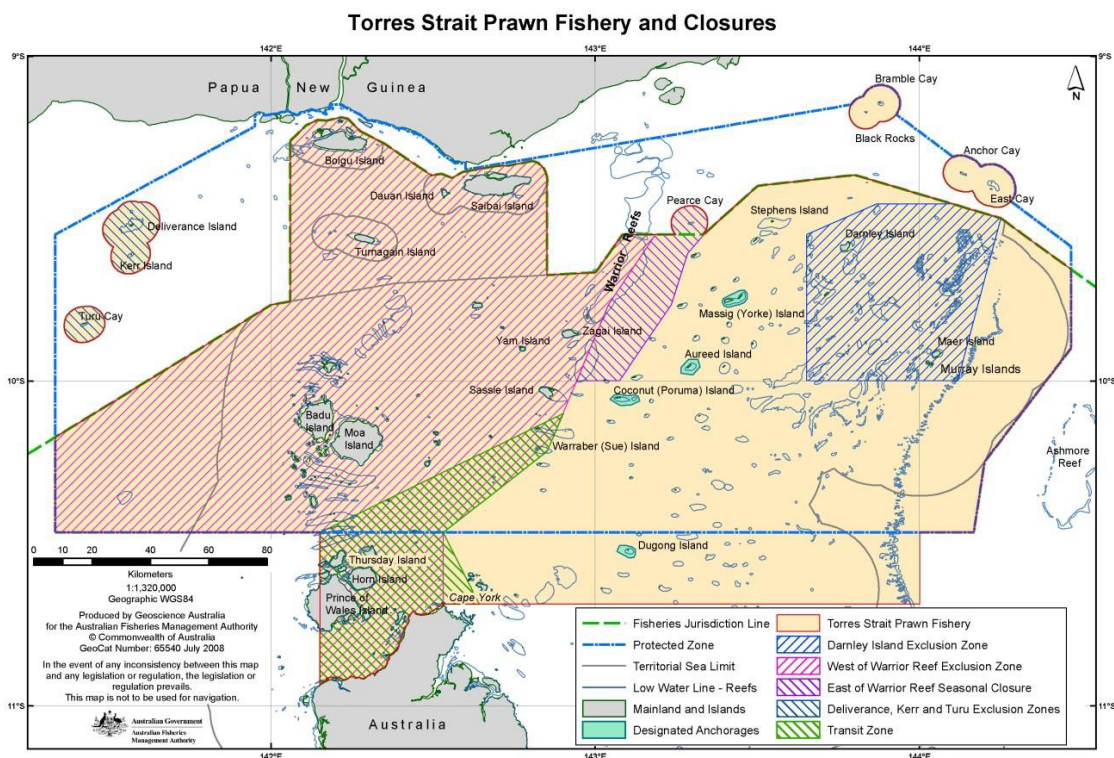 Torres Strait Prawn Fishery and Closures
142°E
143°E
144°E
9°S
9°S
Papua New Guinea
N
Bramble Cay
Black Rocks
Anchor Cay
East Cay
Boigu Island
Dauan Island
Saibai Island
Pearce Cay
Stephens Island
Deliverance Island
Kerr Island
Turnagain Island
Warrior Reefs
Darnley Island
Turu Cay
Massig (Yorke) Island
Zagai Island
Yam Island
Maer Island
Aureed Island
Murray Islands
10°S
10°S
Sassie Island
Coconut (Poruma) Island
Badu
Island
Moa
Island
Warraber (Sue) Island
Ashmore
Reef
0 20 40 60 80
Kilometers
1:1,320,000
Geographic WGS84
Thursday Island
Horn Island
Prince of
Wales Island
Dugong Island
Cape York
Produced by Geoscience Australia
for the Australian Fisheries Management Authority
© Commonwealth of Australia
GeoCat Number: 65540 July 2008
In the event of any inconsistency between this map
and any legislation or regulation, the legislation or
regulation prevails.
This map is not to be used for navigation.
Australian Government
Australian Fisheries
Management Authority
Australia
Fisheries Jurisdiction Line
Protected Zone
Territorial Sea Limit
Low Water Line - Reefs
Mainland and Islands
Designated Anchorages
Torres Strait Prawn Fishery
Darnley Island Exclusion Zone
West of Warrior Reef Exclusion Zone
East of Warrior Reef Seasonal Closure
Deliverance, Kerr and Turu Exclusion Zones
Transit Zone
11°S
11°S
142°E
143°E
144°E